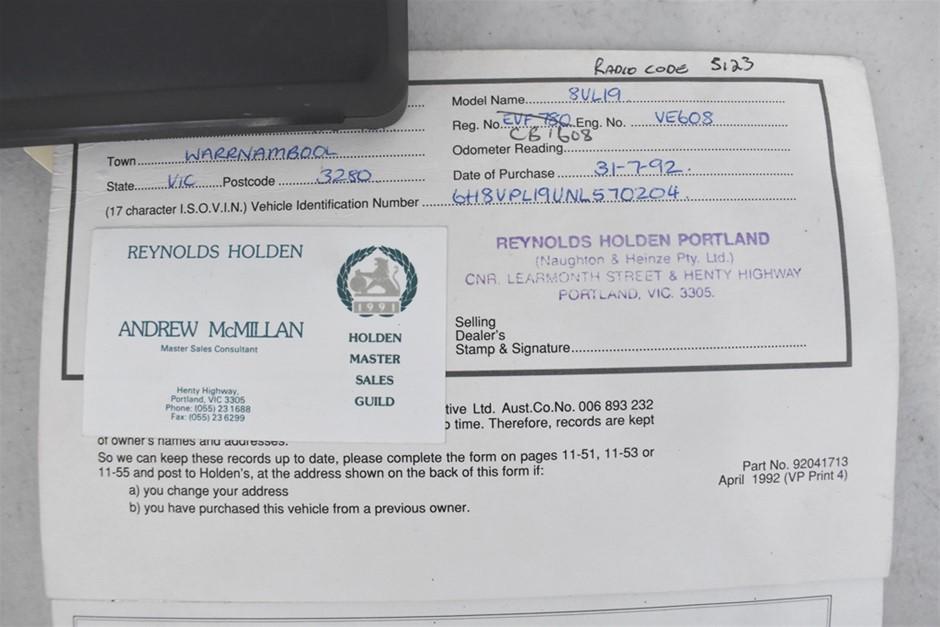 RADIO CODE 5123
Model Name 8VL19
Reg. No. EVF 780 Eng. No. VE608
CB1608
Odometer Reading
Town WARRNAMBOOL
Date of Purchase 31-7-92.
State VIC Postcode 3280
(17 character I.S.O.V.I.N.) Vehicle Identification Number 6H8VPL19UNL570204
REYNOLDS HOLDEN
ANDREW McMILLAN
Master Sales Consultant
Henty Highway,
Portland, VIC 3305
Phone: (055) 23 1688
Fax: (055) 23 6299
1991
HOLDEN
MASTER
SALES
GUILD
REYNOLDS HOLDEN PORTLAND
(Naughton & Heinze Pty. Ltd.)
CNR. LEARMONTH STREET & HENTY HIGHWAY
PORTLAND, VIC. 3305.
Selling
Dealer's
Stamp & Signature
tive Ltd. Aust.Co.No. 006 893 232
time. Therefore, records are kept
of owner's names and addresses.
So we can keep these records up to date, please complete the form on pages 11-51, 11-53 or
11-55 and post to Holden's, at the address shown on the back of this form if:
a) you change your address
b) you have purchased this vehicle from a previous owner.
Part No. 92041713
April 1992 (VP Print 4)